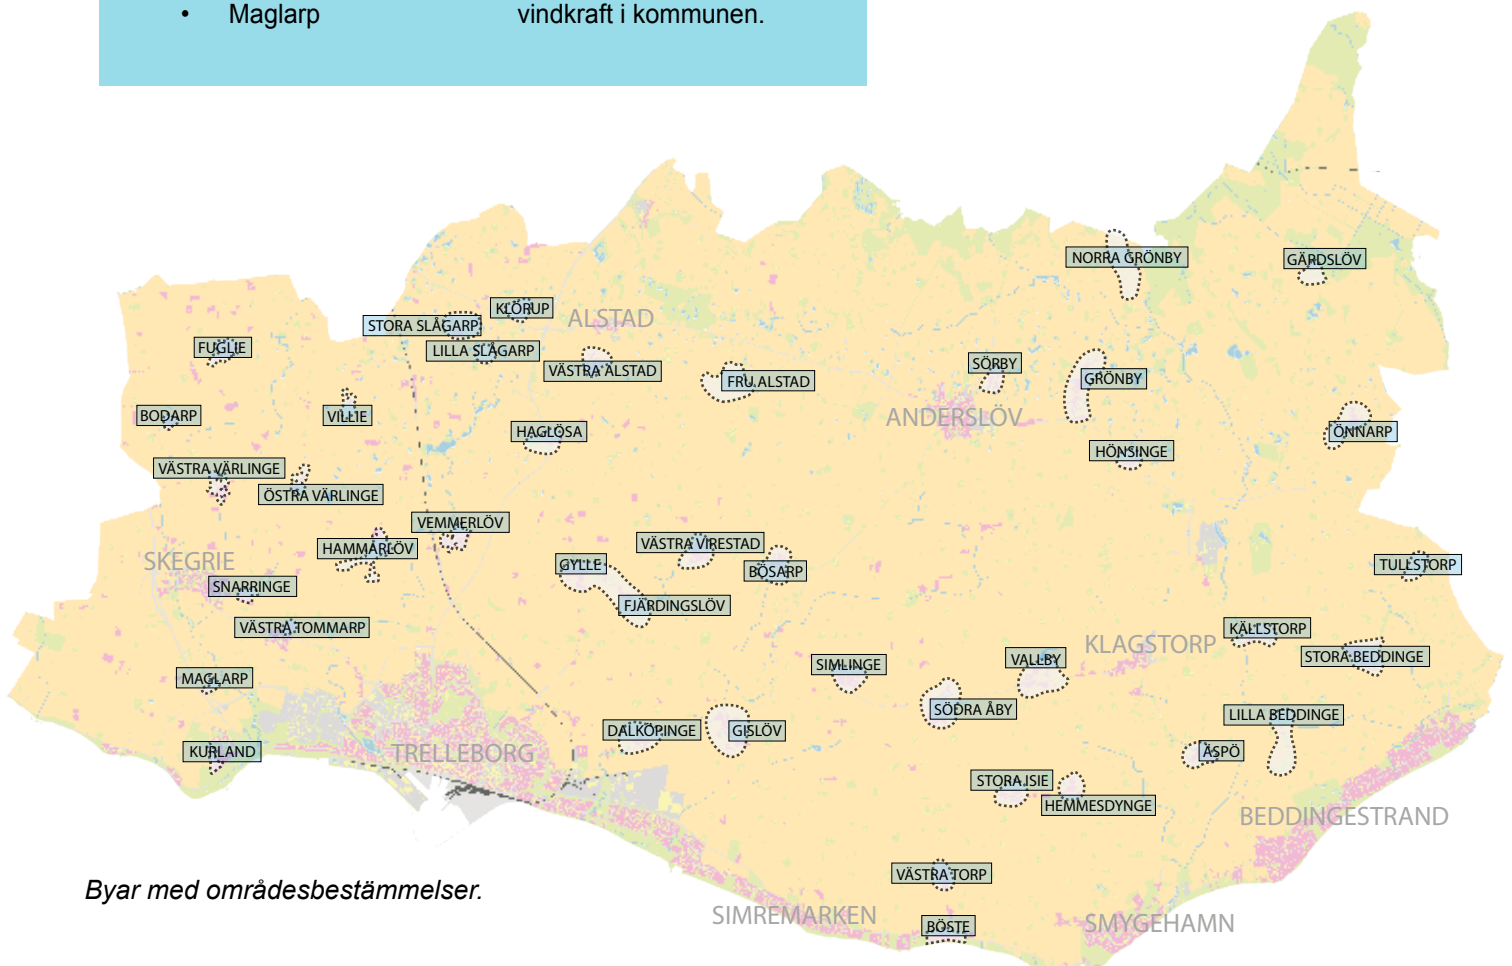 • Maglarp vindkraft i kommunen.
NORRA GRÖNBY
GÄRDSLÖV
KLÖRUP
STORA SLÅGARP
ALSTAD
FUGLIE
LILLA SLÅGARP
VÄSTRA ALSTAD
FRU ALSTAD
SÖRBY
GRÖNBY
BODARP
VILLIE
ANDERSLÖV
HAGLÖSA
ÖNNARP
HÖNSINGE
VÄSTRA VÄRLINGE
ÖSTRA VÄRLINGE
VEMMERLÖV
HAMMARLÖV
VÄSTRA VIRESTAD
SKEGRIE
GYLLE
BÖSARP
TULLSTORP
SNARRINGE
FJÄRDINGSLÖV
VÄSTRA TOMMARP
KÄLLSTORP
KLAGSTORP
STORA BEDDINGE
VALLBY
SIMLINGE
MAGLARP
SÖDRA ÅBY
LILLA BEDDINGE
DALKÖPINGE
GISLÖV
KURLAND
TRELLEBORG
ÄSPÖ
STORA ISIE
HEMMESDYNGE
BEDDINGESTRAND
VÄSTRA TORP
Byar med områdesbestämmelser.
SIMREMARKEN
BÖSTE
SMYGEHAMN